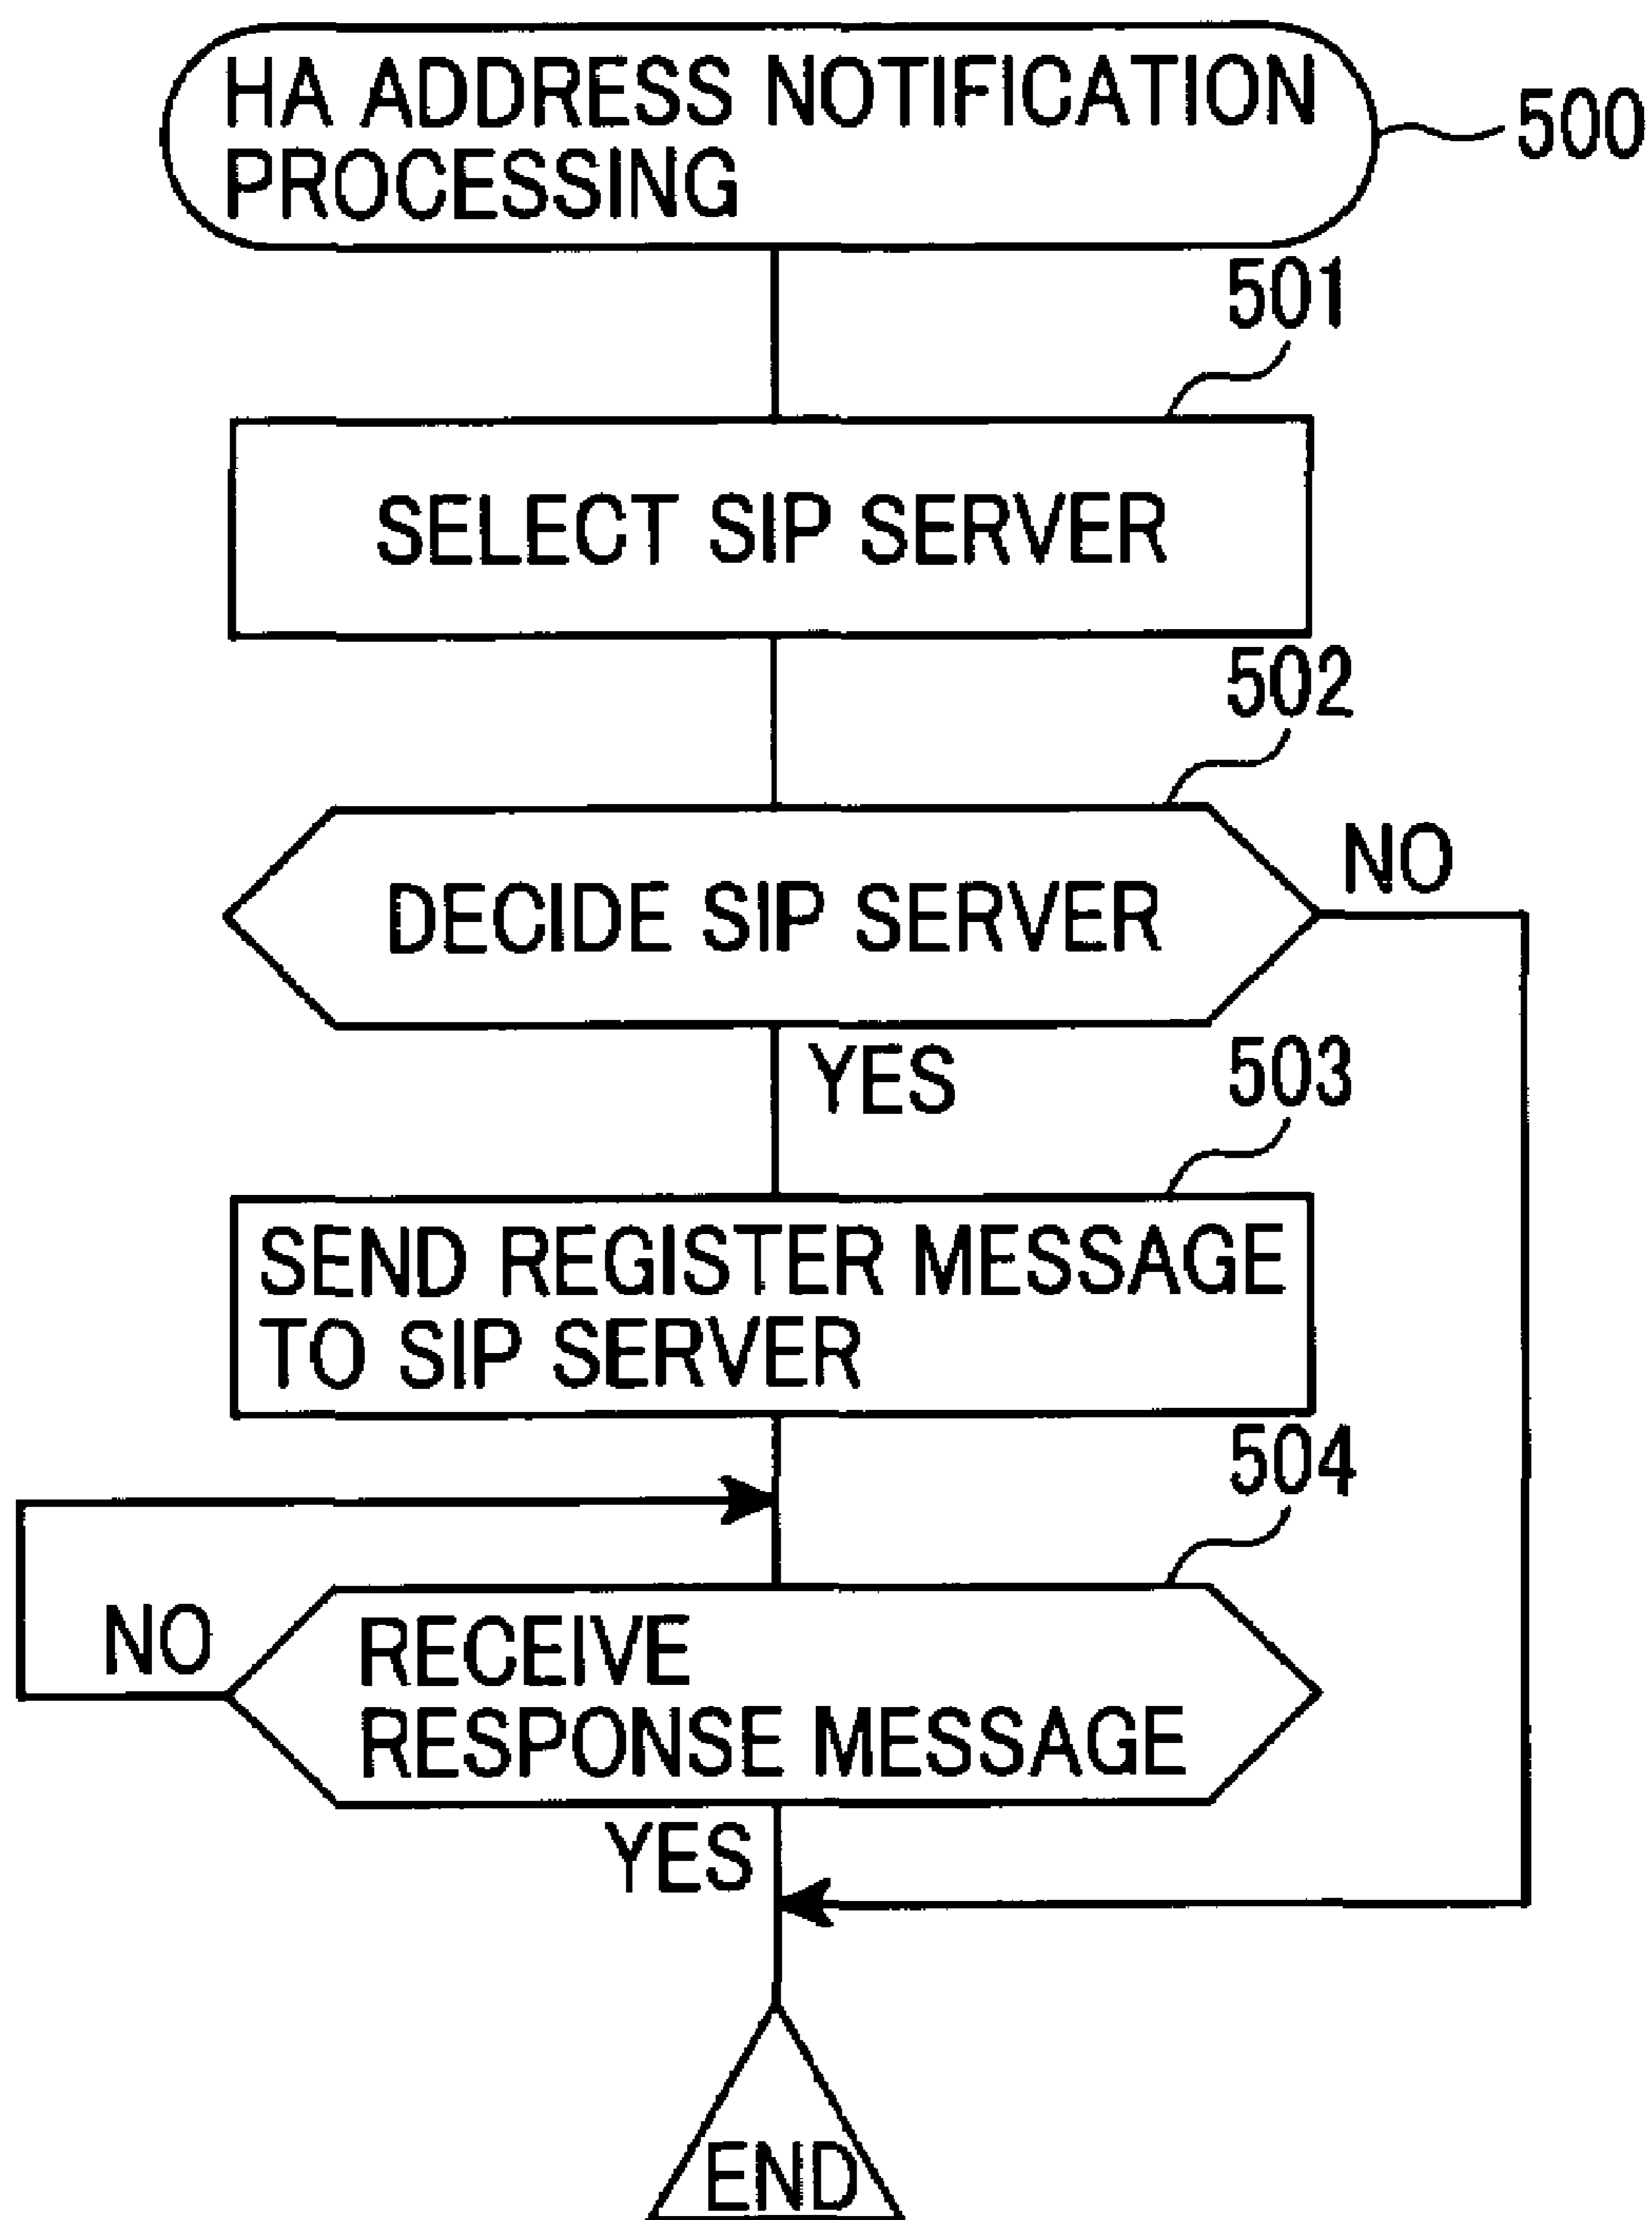 HA ADDRESS NOTIFICATION
PROCESSING
500
501
SELECT SIP SERVER
502
DECIDE SIP SERVER
NO
YES
503
SEND REGISTER MESSAGE
TO SIP SERVER
504
NO
RECEIVE
RESPONSE MESSAGE
YES
END